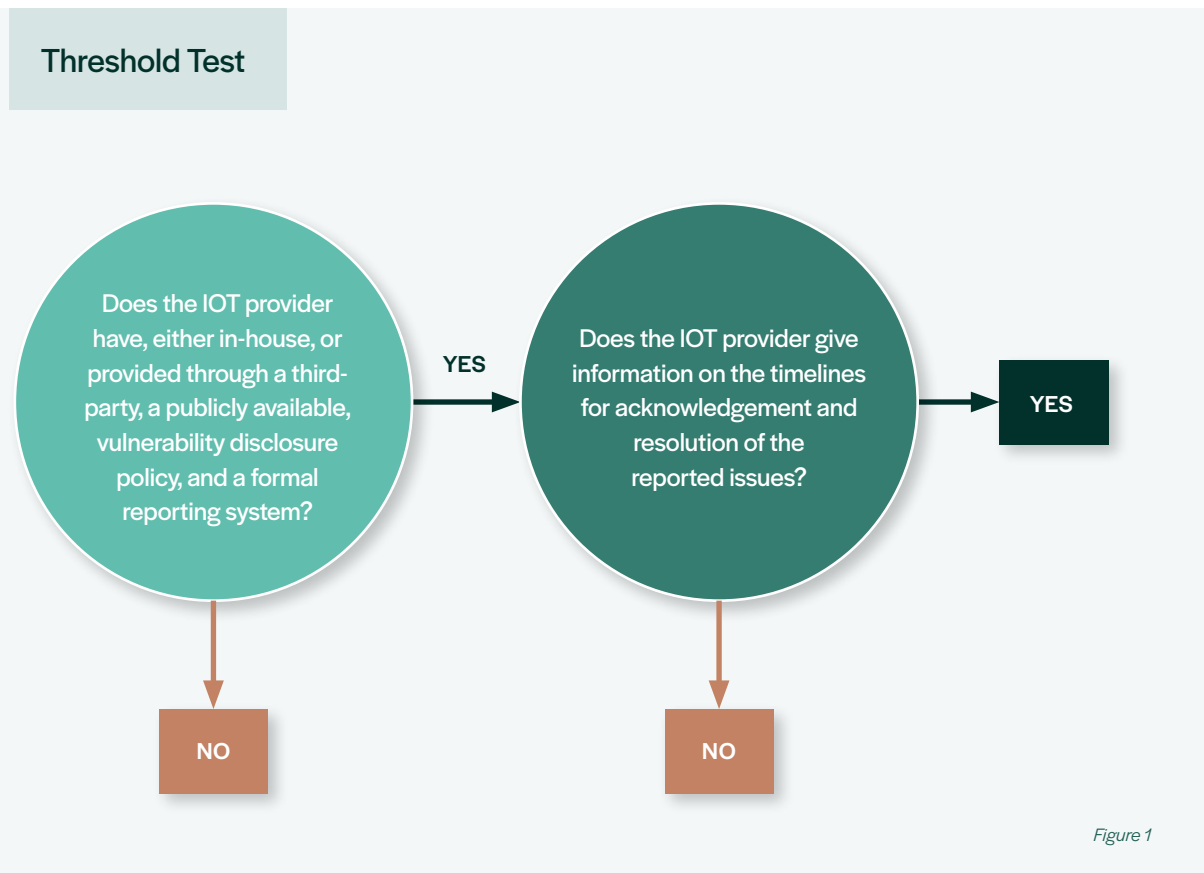 Threshold Test
Does the IOT provider
have, either in-house, or
provided through a third-
party, a publicly available,
vulnerability disclosure
policy, and a formal
reporting system?
YES
Does the IOT provider give
information on the timelines
for acknowledgement and
resolution of the
reported issues?
YES
NO
NO
Figure 1